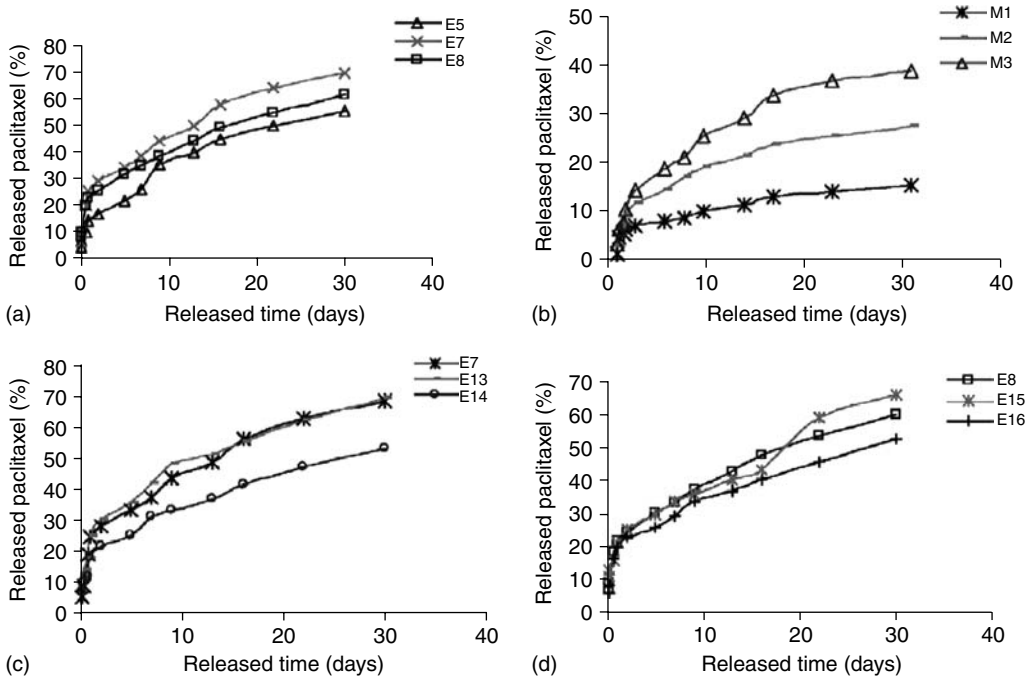 E5
E7
E8
Released paclitaxel (%)
80
70
60
50
40
30
20
10
0
0 10 20 30 40
Released time (days)
(a)
M1
M2
M3
Released paclitaxel (%)
50
40
30
20
10
0
0 10 20 30 40
Released time (days)
(b)
E7
E13
E14
Released paclitaxel (%)
80
70
60
50
40
30
20
10
0
0 10 20 30 40
Released time (days)
(c)
E8
E15
E16
Released paclitaxel (%)
70
60
50
40
30
20
10
0
0 10 20 30 40
Released time (days)
(d)